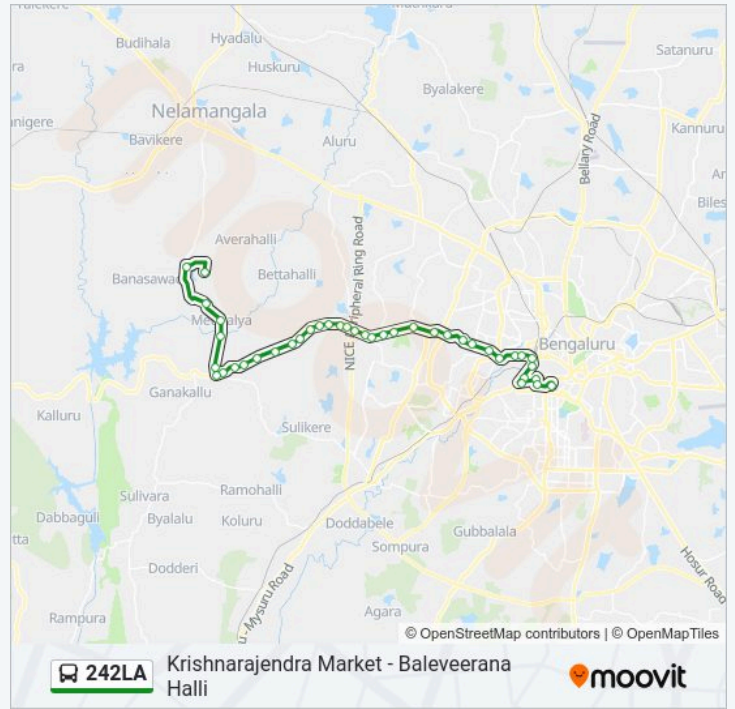 Mathkuru
Budihala
Hyadalu
Huskuru
Satanuru
Byalakere
Nelamangala
Bavikere
Aluru
Bellary Road
Kannuru
Averahalli
Bettahalli
NICE
ipheral Ring Road
Bengaluru
Ganakallu
Kalluru
Sulikere
Ramohalli
Sulivara
Dabbaguli
Byalalu
Koluru
Doddabele
Gubbalala
Sompura
Dodderi
Hosur Road
Rampura
u - Mysuru Road
Agara
© OpenStreetMap contributors | © OpenMapTiles
242LA
Krishnarajendra Market - Baleveerana
Halli
moovit